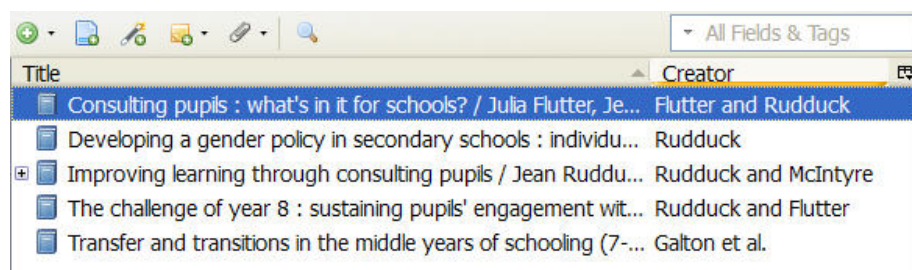 All Fields & Tags
Title Creator
Consulting pupils : what's in it for schools? / Julia Flutter, Je... Flutter and Rudduck
Developing a gender policy in secondary schools : individu... Rudduck
Improving learning through consulting pupils / Jean Ruddu... Rudduck and McIntyre
The challenge of year 8 : sustaining pupils' engagement wit... Rudduck and Flutter
Transfer and transitions in the middle years of schooling (7-... Galton et al.